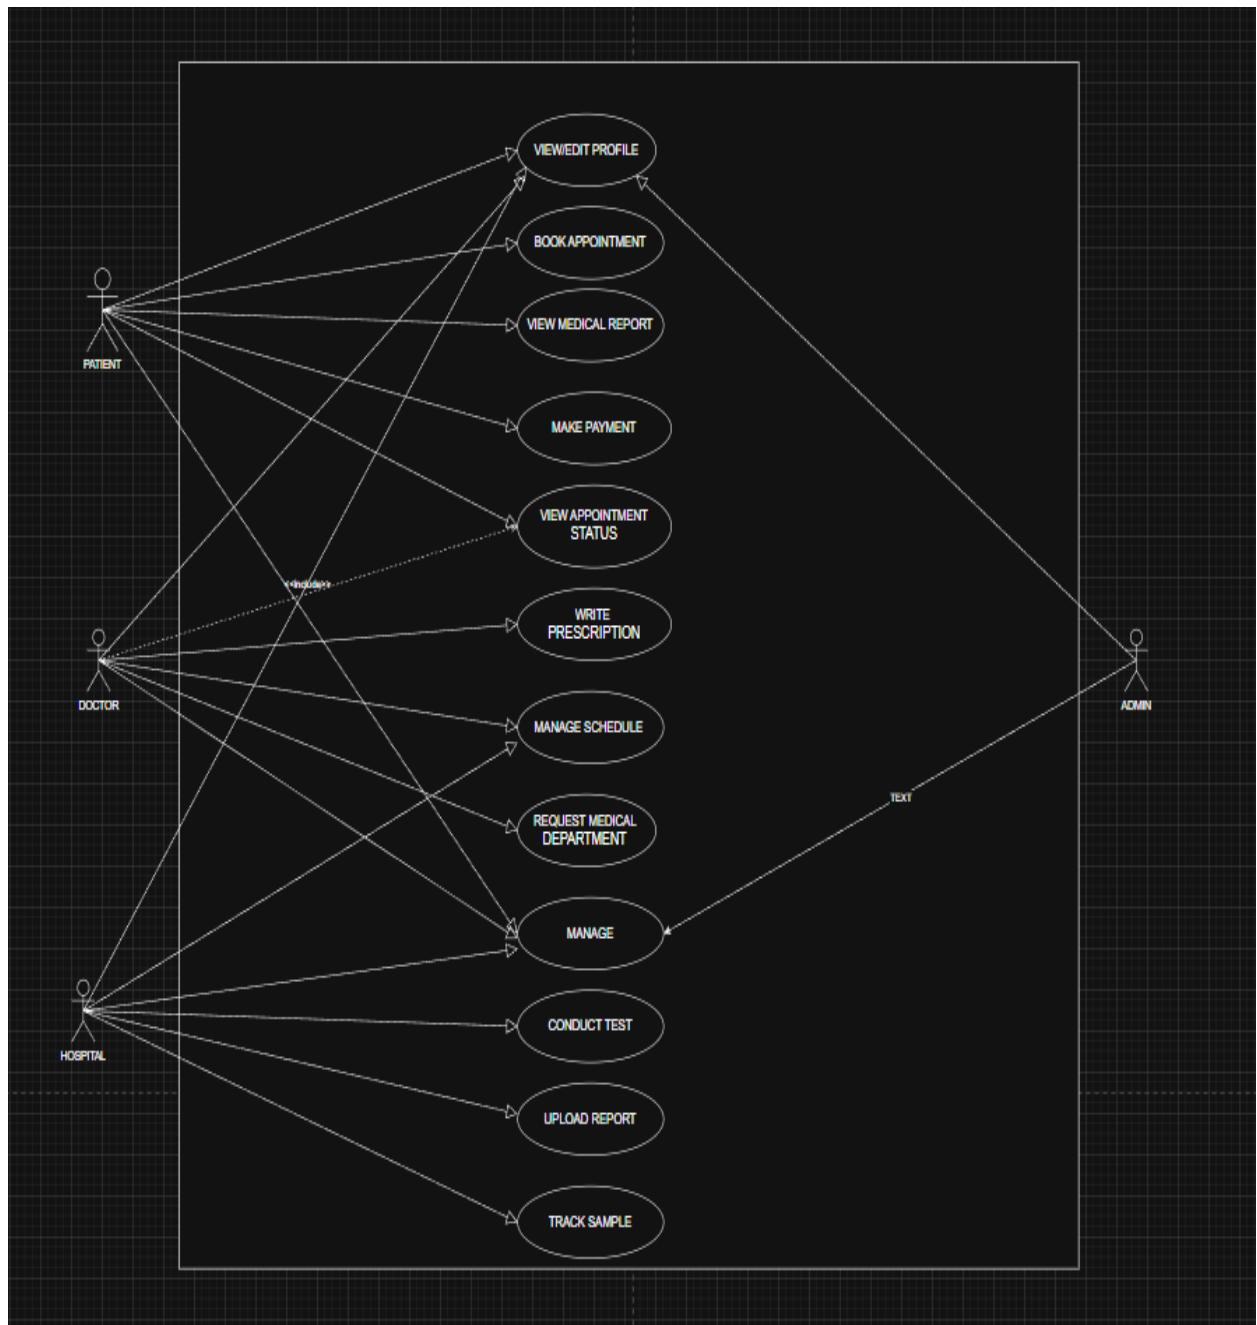 VIEW/EDIT PROFILE
BOOK APPOINTMENT
VIEW MEDICAL REPORT
PATIENT
MAKE PAYMENT
VIEW APPOINTMENT
STATUS
<<include>>
WRITE
PRESCRIPTION
DOCTOR
ADMIN
MANAGE SCHEDULE
TEXT
REQUEST MEDICAL
DEPARTMENT
MANAGE
CONDUCT TEST
HOSPITAL
UPLOAD REPORT
TRACK SAMPLE